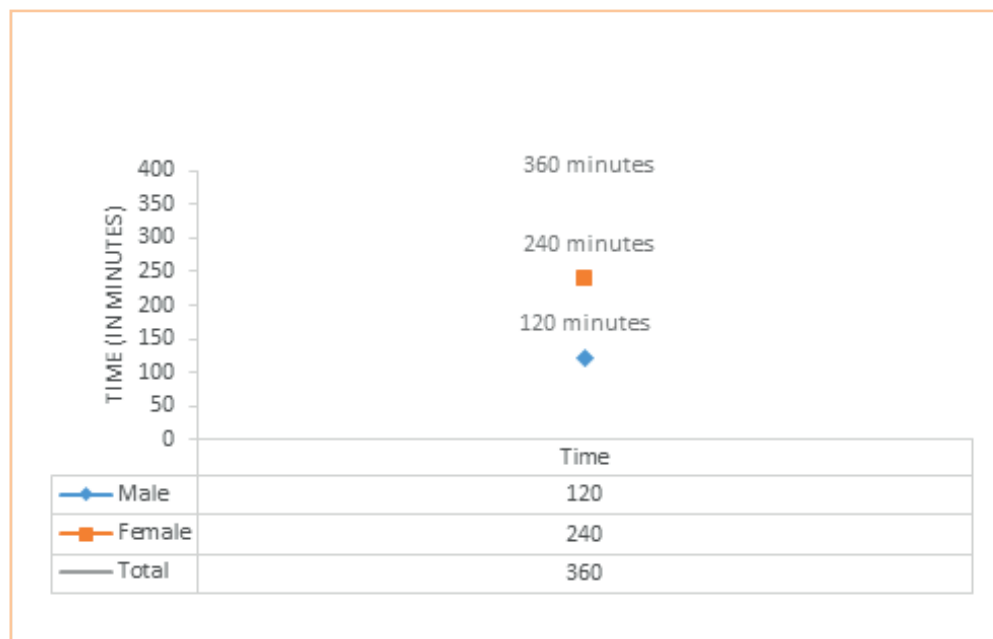 360 minutes
400
350
240 minutes
300
250
200
120 minutes
150
100
50
0
TIME (IN MINUTES)
Time
Male 120
Female 240
Total 360